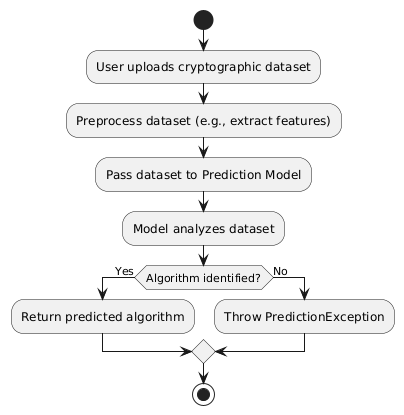 User uploads cryptographic dataset
Preprocess dataset (e.g., extract features)
Pass dataset to Prediction Model
Model analyzes dataset
Yes
Algorithm identified?
No
Return predicted algorithm
Throw PredictionException